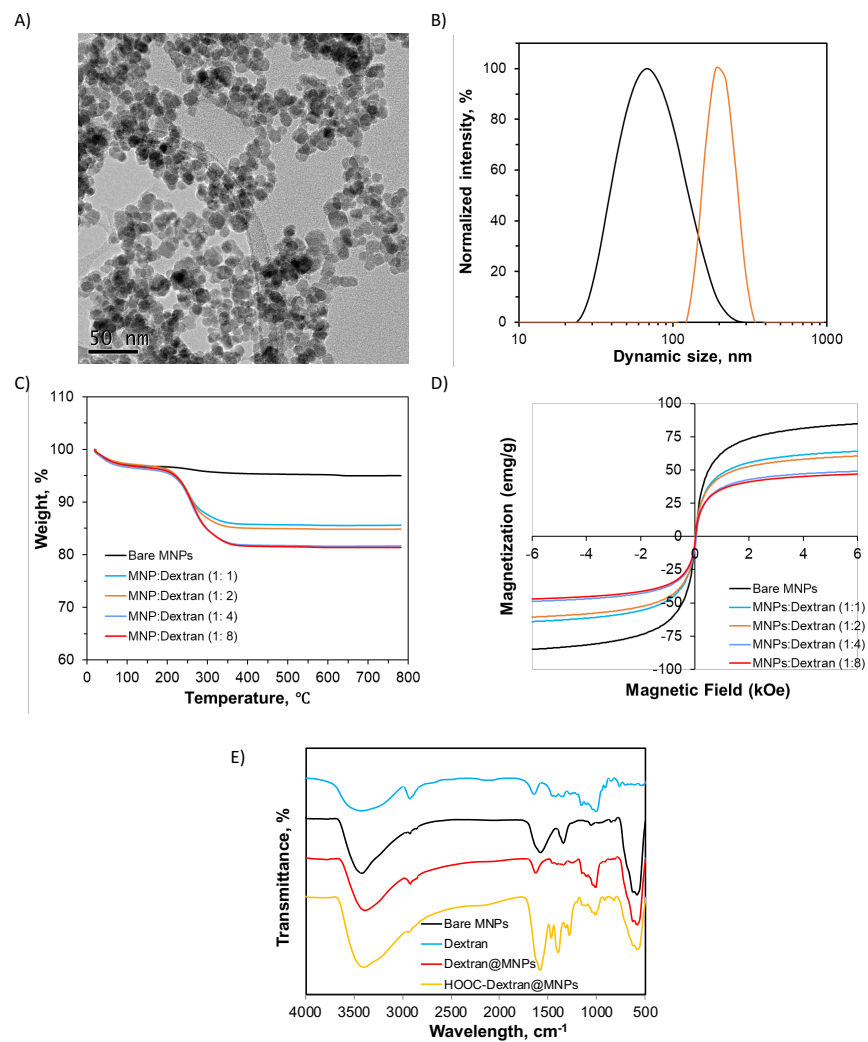 A)
50 nm
B)
Normalized intensity, %
100
80
60
40
20
0
10
100
1000
Dynamic size, nm
C)
Weight, %
110
100
90
80
70
60
Bare MNPs
MNP:Dextran (1: 1)
MNP:Dextran (1: 2)
MNP:Dextran (1: 4)
MNP:Dextran (1: 8)
0 100 200 300 400 500 600 700 800
Temperature, ℃
D)
Magnetization (emg/g)
100
75
50
25
0
-25
-50
-75
-100
-6 -4 -2 0 2 4 6
Bare MNPs
MNPs:Dextran (1:1)
MNPs:Dextran (1:2)
MNPs:Dextran (1:4)
MNPs:Dextran (1:8)
Magnetic Field (kOe)
E)
Transmittance, %
Bare MNPs
Dextran
Dextran@MNPs
HOOC-Dextran@MNPs
4000 3500 3000 2500 2000 1500 1000 500
Wavelength, cm-1